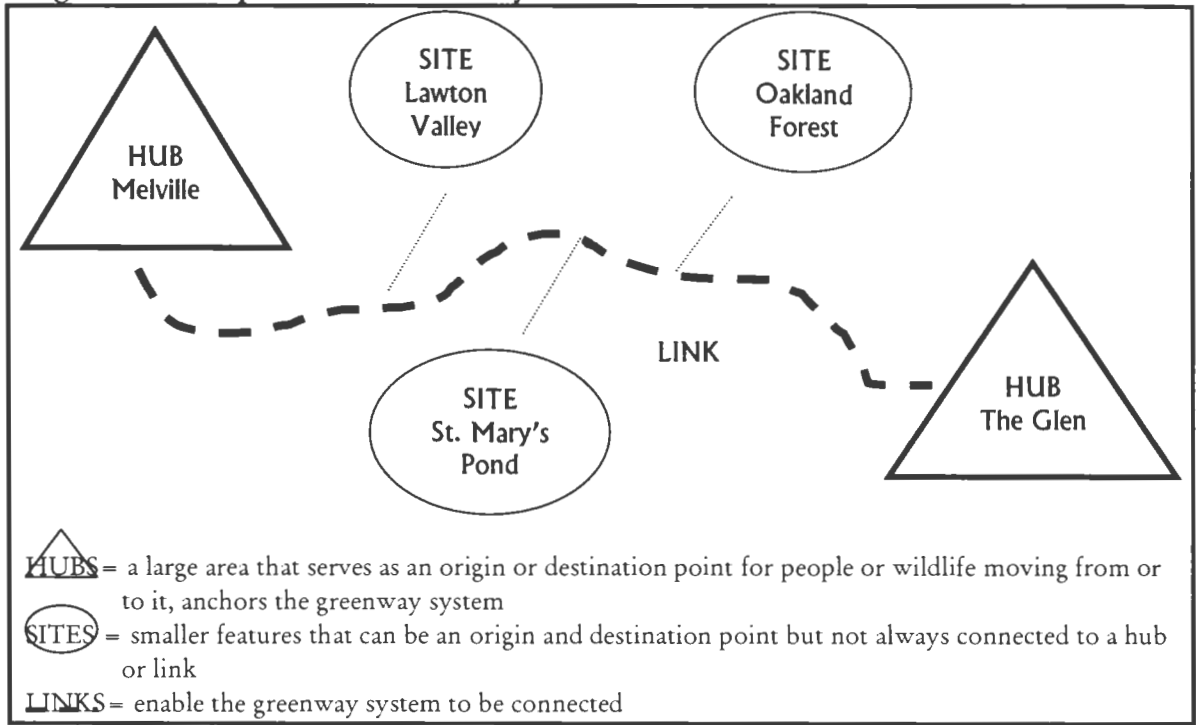 SITE
Lawton
Valley
SITE
Oakland
Forest
HUB
Melville
LINK
SITE
St. Mary's
Pond
HUB
The Glen
HUBS = a large area that serves as an origin or destination point for people or wildlife moving from or
to it, anchors the greenway system
SITES = smaller features that can be an origin and destination point but not always connected to a hub
or link
LINKS = enable the greenway system to be connected